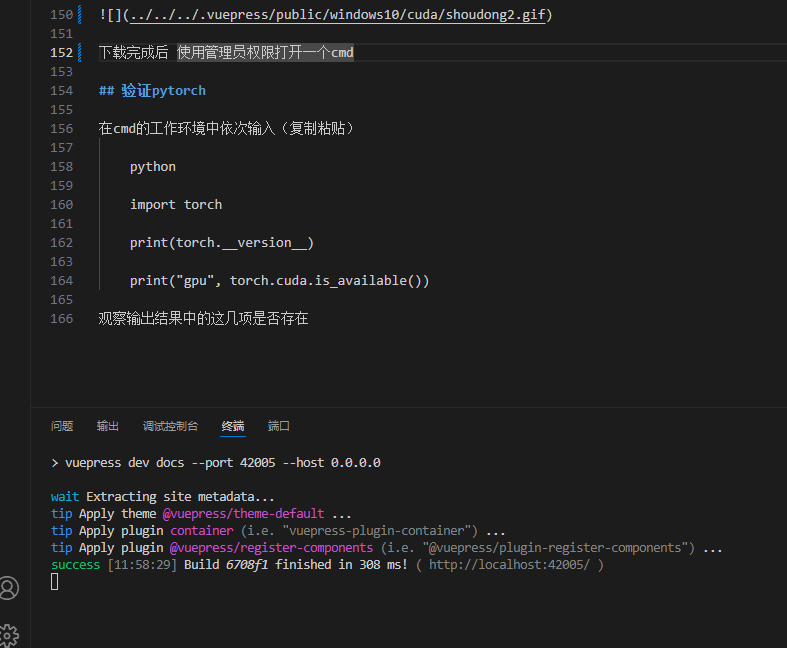 150 ![](../../../.vuepress/public/windows10/cuda/shoudong2.gif)
151
152 下载完成后 使用管理员权限打开一个cmd
153
154 ## 验证pytorch
155
156 在cmd的工作环境中依次输入（复制粘贴）
157
158 python
159
160 import torch
161
162 print(torch.__version__)
163
164 print("gpu", torch.cuda.is_available())
165
166 观察输出结果中的这几项是否存在
问题 输出 调试控制台 终端 端口
> vuepress dev docs --port 42005 --host 0.0.0.0
wait Extracting site metadata...
tip Apply theme @vuepress/theme-default ...
tip Apply plugin container (i.e. "vuepress-plugin-container") ...
tip Apply plugin @vuepress/register-components (i.e. "@vuepress/plugin-register-components") ...
success [11:58:29] Build 6708f1 finished in 308 ms! ( http://localhost:42005/ )